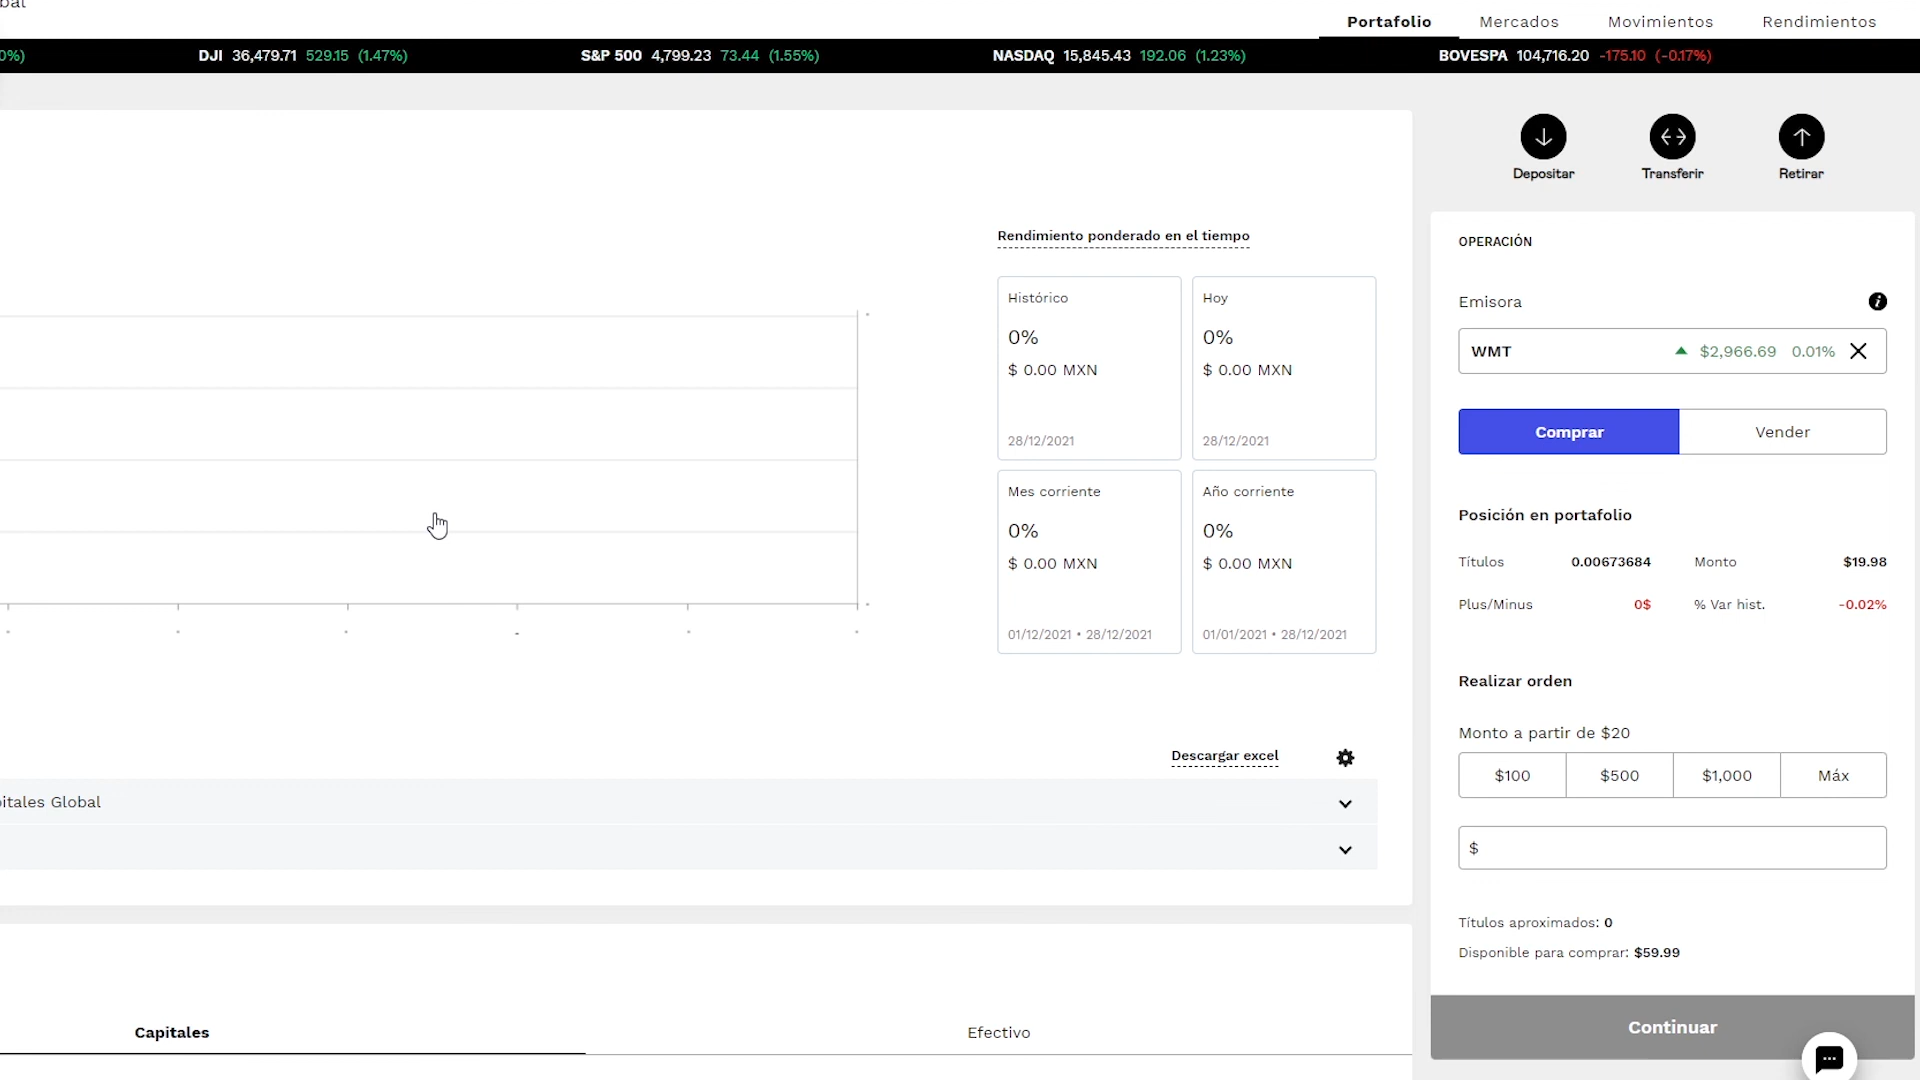 Portafolio Mercados Movimientos Rendimientos
0%) DJI 36,479.71 529.15 (1.47%) S&P 500 4,799.23 73.44 (1.55%) NASDAQ 15,845.43 192.06 (1.23%) BOVESPA 104,716.20 -175.10 (-0.17%)
Depositar Transferir Retirar
Rendimiento ponderado en el tiempo
Histórico
0%
$ 0.00 MXN
28/12/2021
Hoy
0%
$ 0.00 MXN
28/12/2021
Mes corriente
0%
$ 0.00 MXN
01/12/2021 • 28/12/2021
Año corriente
0%
$ 0.00 MXN
01/01/2021 • 28/12/2021
Descargar excel
itales Global
Capitales Efectivo
OPERACIÓN
Emisora
WMT $2,966.69 0.01%
Comprar Vender
Posición en portafolio
Títulos 0.00673684 Monto $19.98
Plus/Minus 0$ % Var hist. -0.02%
Realizar orden
Monto a partir de $20
$100 $500 $1,000 Máx
$
Títulos aproximados: 0
Disponible para comprar: $59.99
Continuar